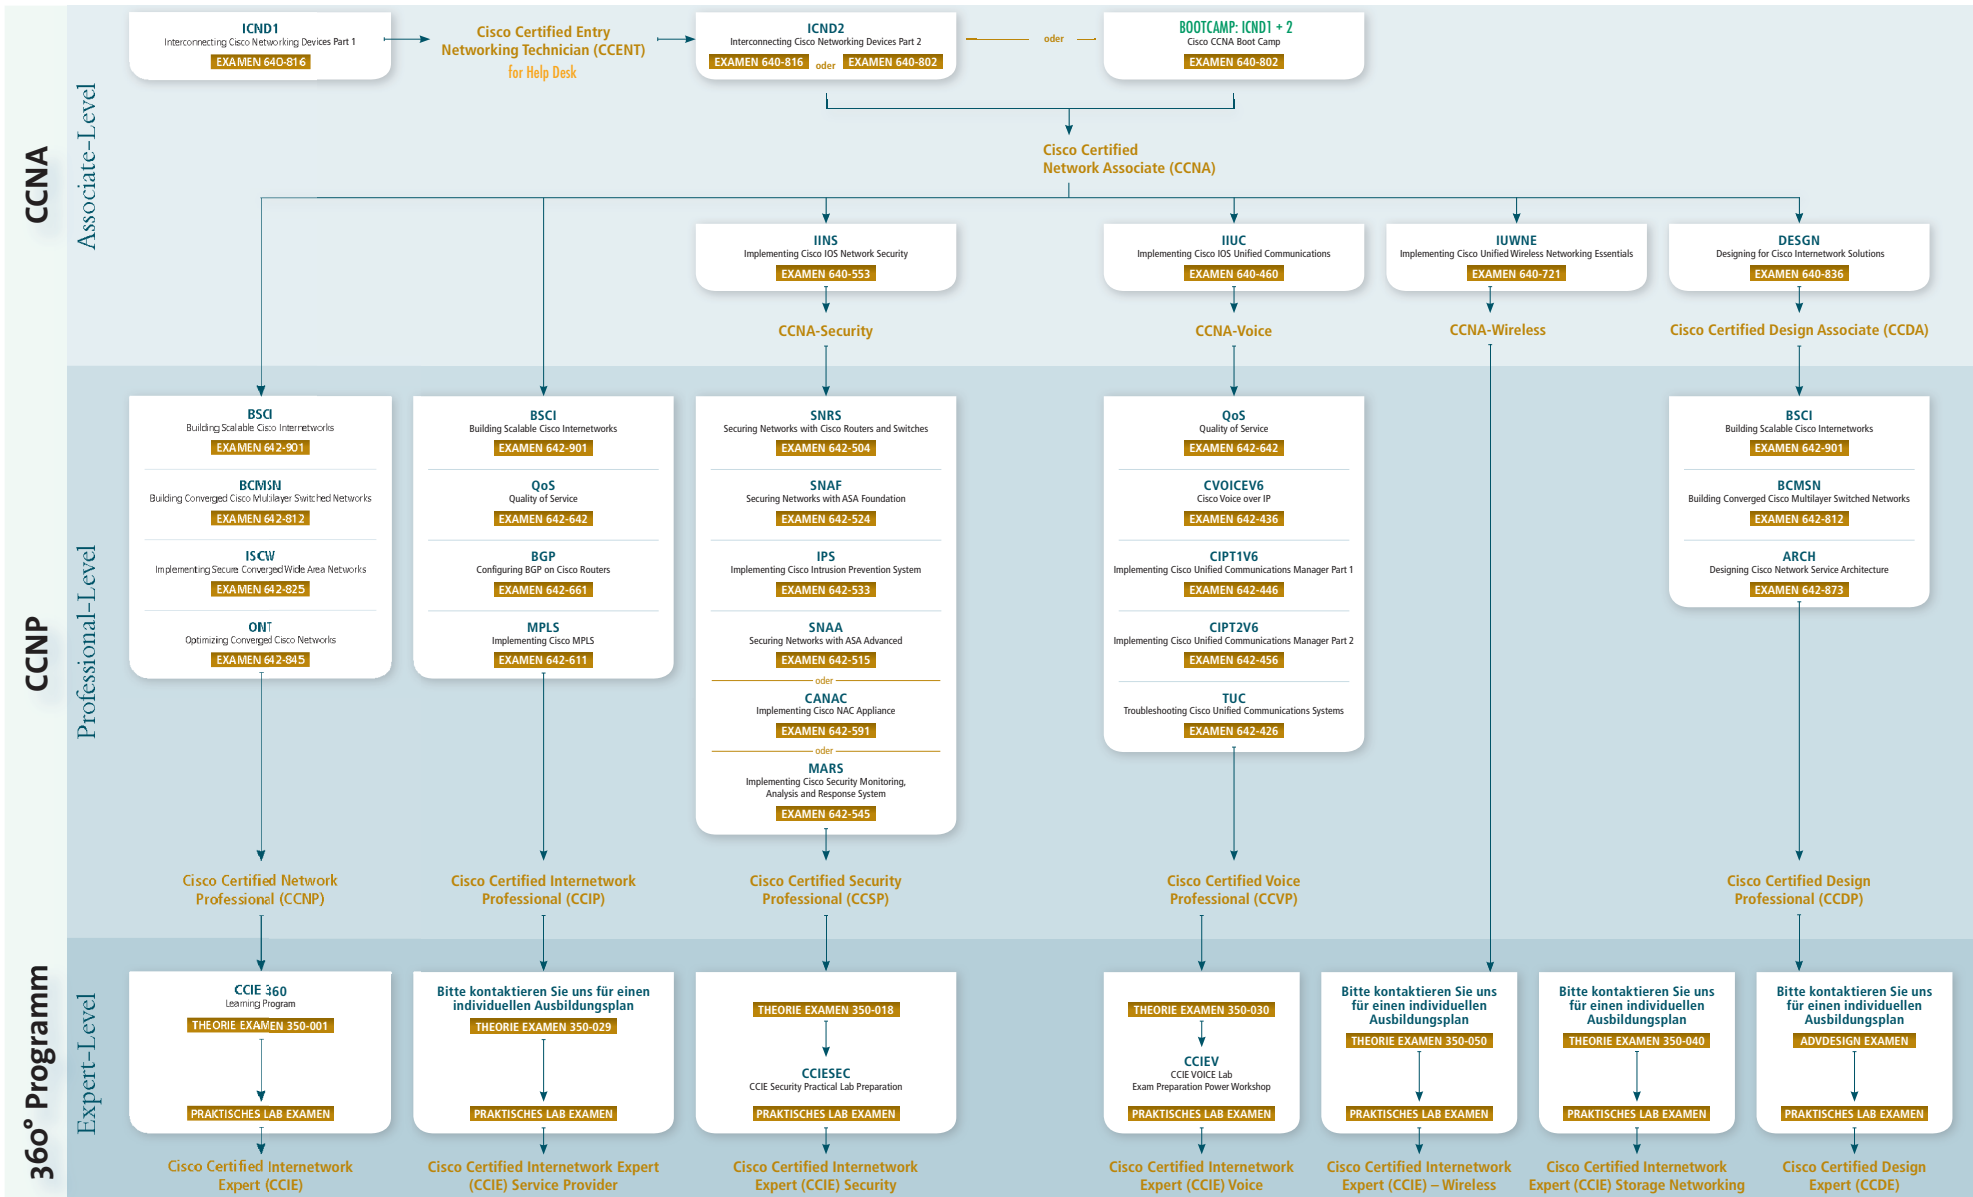 CCNA
Associate-Level
ICND1
Interconnecting Cisco Networking Devices Part 1
EXAMEN 640-816
Cisco Certified Entry
Networking Technician (CCENT)
for Help Desk
ICND2
Interconnecting Cisco Networking Devices Part 2
EXAMEN 640-816 oder EXAMEN 640-802
oder
BOOTCAMP: ICND1 + 2
Cisco CCNA Boot Camp
EXAMEN 640-802
Cisco Certified
Network Associate (CCNA)
IINS
Implementing Cisco IOS Network Security
EXAMEN 640-553
CCNA-Security
IIUC
Implementing Cisco IOS Unified Communications
EXAMEN 640-460
CCNA-Voice
IUWNE
Implementing Cisco Unified Wireless Networking Essentials
EXAMEN 640-721
CCNA-Wireless
DESGN
Designing for Cisco Internetwork Solutions
EXAMEN 640-836
Cisco Certified Design Associate (CCDA)
CCNP
Professional-Level
BSCI
Building Scalable Cisco Internetworks
EXAMEN 642-901
BCMSN
Building Converged Cisco Multilayer Switched Networks
EXAMEN 642-812
ISCW
Implementing Secure Converged Wide Area Networks
EXAMEN 642-825
ONT
Optimizing Converged Cisco Networks
EXAMEN 642-845
Cisco Certified Network
Professional (CCNP)
BSCI
Building Scalable Cisco Internetworks
EXAMEN 642-901
QoS
Quality of Service
EXAMEN 642-642
BGP
Configuring BGP on Cisco Routers
EXAMEN 642-661
MPLS
Implementing Cisco MPLS
EXAMEN 642-611
Cisco Certified Internetwork
Professional (CCIP)
SNRS
Securing Networks with Cisco Routers and Switches
EXAMEN 642-504
SNAF
Securing Networks with ASA Foundation
EXAMEN 642-524
IPS
Implementing Cisco Intrusion Prevention System
EXAMEN 642-533
SNAA
Securing Networks with ASA Advanced
EXAMEN 642-515
oder
CANAC
Implementing Cisco NAC Appliance
EXAMEN 642-591
oder
MARS
Implementing Cisco Security Monitoring,
Analysis and Response System
EXAMEN 642-545
Cisco Certified Security
Professional (CCSP)
QoS
Quality of Service
EXAMEN 642-642
CVOICEV6
Cisco Voice over IP
EXAMEN 642-436
CIPT1V6
Implementing Cisco Unified Communications Manager Part 1
EXAMEN 642-446
CIPT2V6
Implementing Cisco Unified Communications Manager Part 2
EXAMEN 642-456
TUC
Troubleshooting Cisco Unified Communications Systems
EXAMEN 642-426
Cisco Certified Voice
Professional (CCVP)
BSCI
Building Scalable Cisco Internetworks
EXAMEN 642-901
BCMSN
Building Converged Cisco Multilayer Switched Networks
EXAMEN 642-812
ARCH
Designing Cisco Network Service Architecture
EXAMEN 642-873
Cisco Certified Design
Professional (CCDP)
360° Programm
Expert-Level
CCIE 360
Learning Program
THEORIE EXAMEN 350-001
PRAKTISCHES LAB EXAMEN
Cisco Certified Internetwork
Expert (CCIE)
Bitte kontaktieren Sie uns für einen
individuellen Ausbildungsplan
THEORIE EXAMEN 350-029
PRAKTISCHES LAB EXAMEN
Cisco Certified Internetwork Expert
(CCIE) Service Provider
THEORIE EXAMEN 350-018
CCIESEC
CCIE Security Practical Lab Preparation
PRAKTISCHES LAB EXAMEN
Cisco Certified Internetwork
Expert (CCIE) Security
THEORIE EXAMEN 350-030
CCIEV
CCIE VOICE Lab
Exam Preparation Power Workshop
PRAKTISCHES LAB EXAMEN
Cisco Certified Internetwork
Expert (CCIE) Voice
Bitte kontaktieren Sie uns
für einen individuellen
Ausbildungsplan
THEORIE EXAMEN 350-050
PRAKTISCHES LAB EXAMEN
Cisco Certified Internetwork
Expert (CCIE) – Wireless
Bitte kontaktieren Sie uns
für einen individuellen
Ausbildungsplan
THEORIE EXAMEN 350-040
PRAKTISCHES LAB EXAMEN
Cisco Certified Internetwork
Expert (CCIE) Storage Networking
Bitte kontaktieren Sie uns
für einen individuellen
Ausbildungsplan
ADVDESIGN EXAMEN
PRAKTISCHES LAB EXAMEN
Cisco Certified Design
Expert (CCDE)